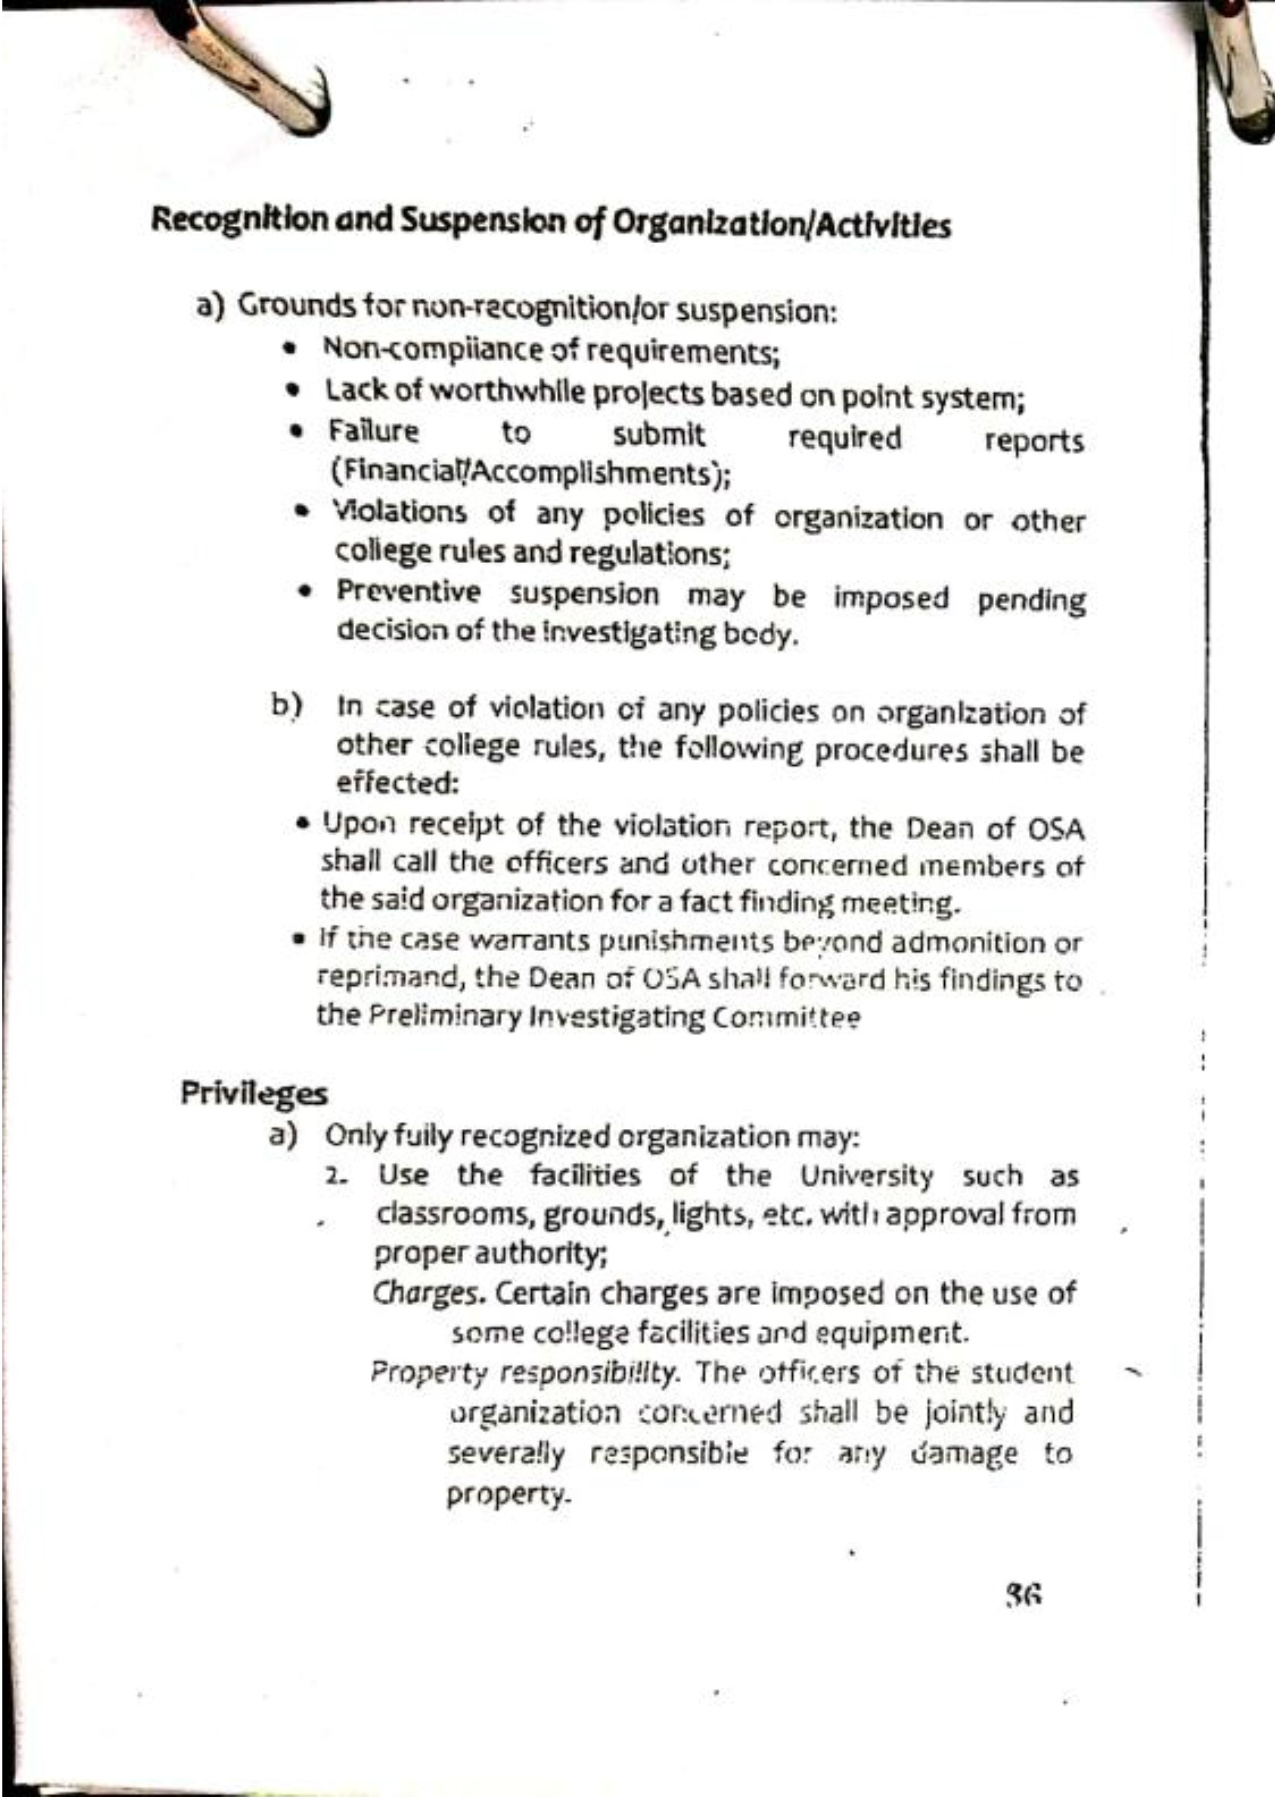 Recognition and Suspension of Organization/Activities
a) Grounds for non-recognition/or suspension:
• Non-compliance of requirements;
• Lack of worthwhile projects based on point system;
• Failure to submit required reports
(Financial/Accomplishments);
• Violations of any policies of organization or other
college rules and regulations;
• Preventive suspension may be imposed pending
decision of the investigating body.
b) In case of violation of any policies on organization of
other college rules, the following procedures shall be
effected:
• Upon receipt of the violation report, the Dean of OSA
shall call the officers and other concerned members of
the said organization for a fact finding meeting.
• If the case warrants punishments beyond admonition or
reprimand, the Dean of OSA shall forward his findings to
the Preliminary Investigating Committee
Privileges
a) Only fully recognized organization may:
2. Use the facilities of the University such as
classrooms, grounds, lights, etc. with approval from
proper authority;
Charges. Certain charges are imposed on the use of
some college facilities and equipment.
Property responsibility. The officers of the student
organization concerned shall be jointly and
severally responsible for any damage to
property.
36